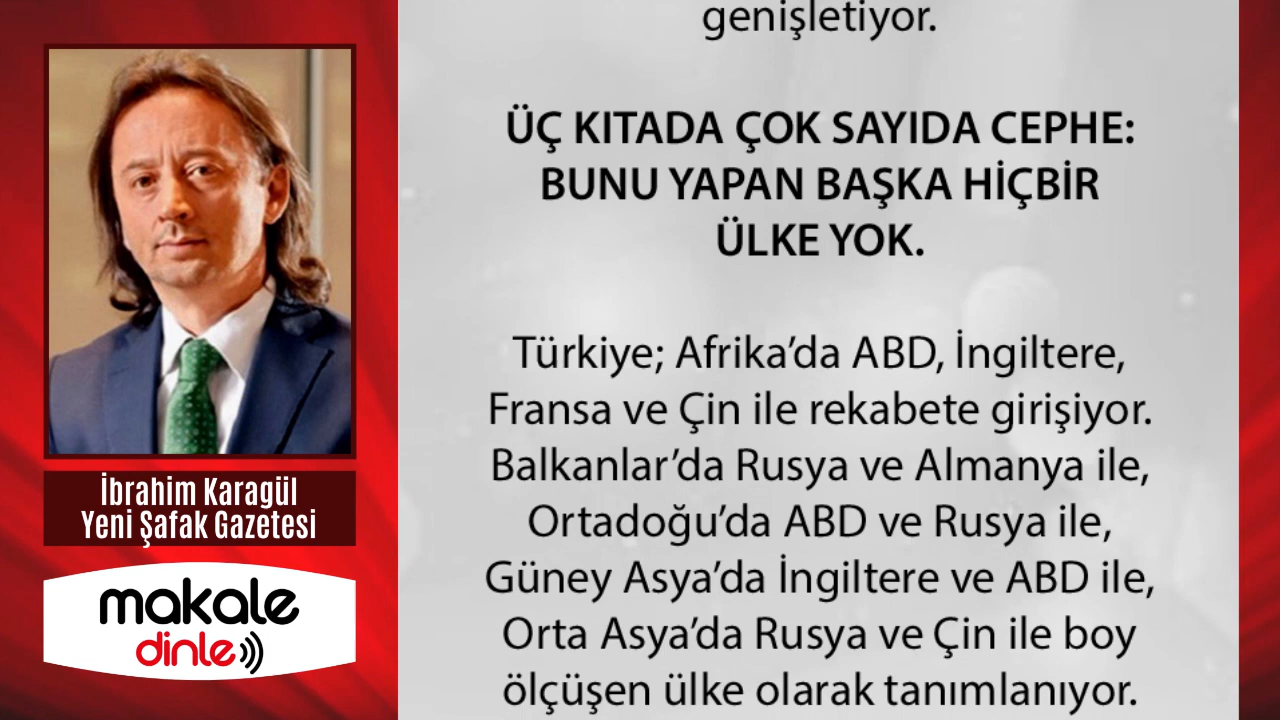 İbrahim Karagül
Yeni Şafak Gazetesi
makale
dinle
genişletiyor.
ÜÇ KITADA ÇOK SAYIDA CEPHE:
BUNU YAPAN BAŞKA HİÇBİR
ÜLKE YOK.
Türkiye; Afrika’da ABD, İngiltere,
Fransa ve Çin ile rekabete girişiyor.
Balkanlar’da Rusya ve Almanya ile,
Ortadoğu’da ABD ve Rusya ile,
Güney Asya’da İngiltere ve ABD ile,
Orta Asya’da Rusya ve Çin ile boy
ölçüşen ülke olarak tanımlanıyor.